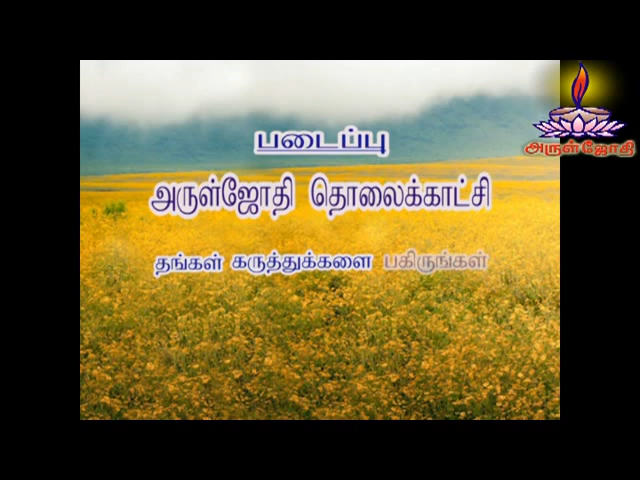 படைப்பு
அருள்ஜோதி தொலைக்காட்சி
தங்கள் கருத்துக்களை பகிருங்கள்
அருள்ஜோதி